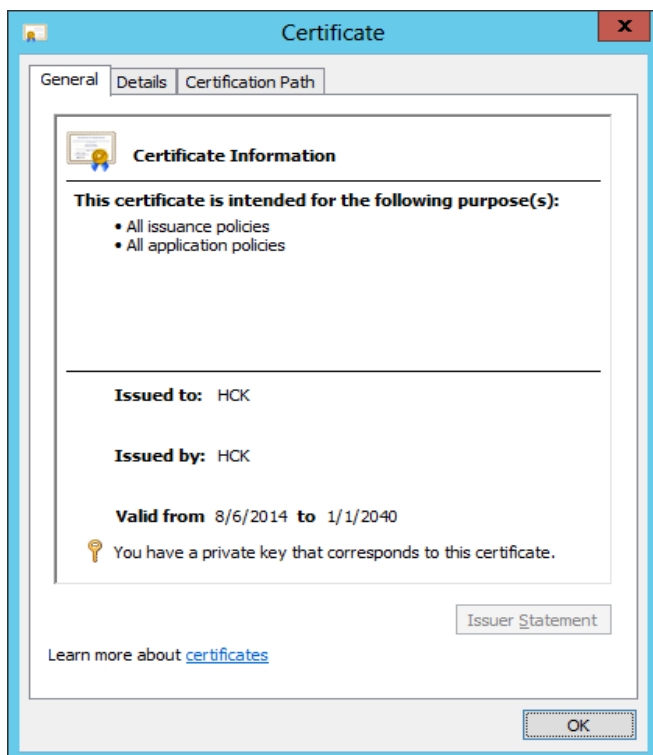 Certificate
x
General Details Certification Path
Certificate Information
This certificate is intended for the following purpose(s):
• All issuance policies
• All application policies
Issued to: HCK
Issued by: HCK
Valid from 8/6/2014 to 1/1/2040
You have a private key that corresponds to this certificate.
Issuer Statement
Learn more about certificates
OK